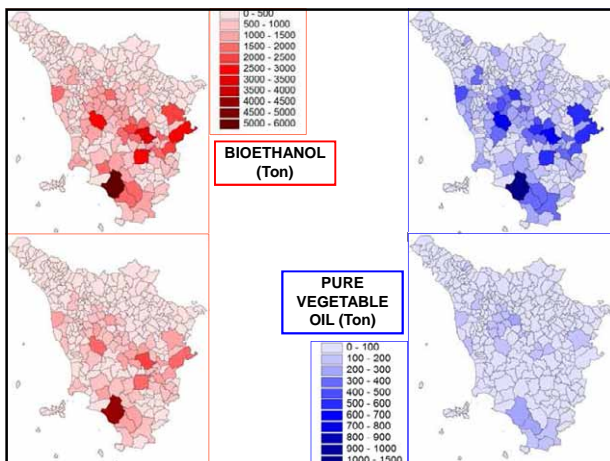 0 - 500
500 - 1000
1000 - 1500
1500 - 2000
2000 - 2500
2500 - 3000
3000 - 3500
3500 - 4000
4000 - 4500
4500 - 5000
5000 - 6000
BIOETHANOL
(Ton)
PURE
VEGETABLE
OIL (Ton)
0 - 100
100 - 200
200 - 300
300 - 400
400 - 500
500 - 600
600 - 700
700 - 800
800 - 900
900 - 1000
1000 - 1500